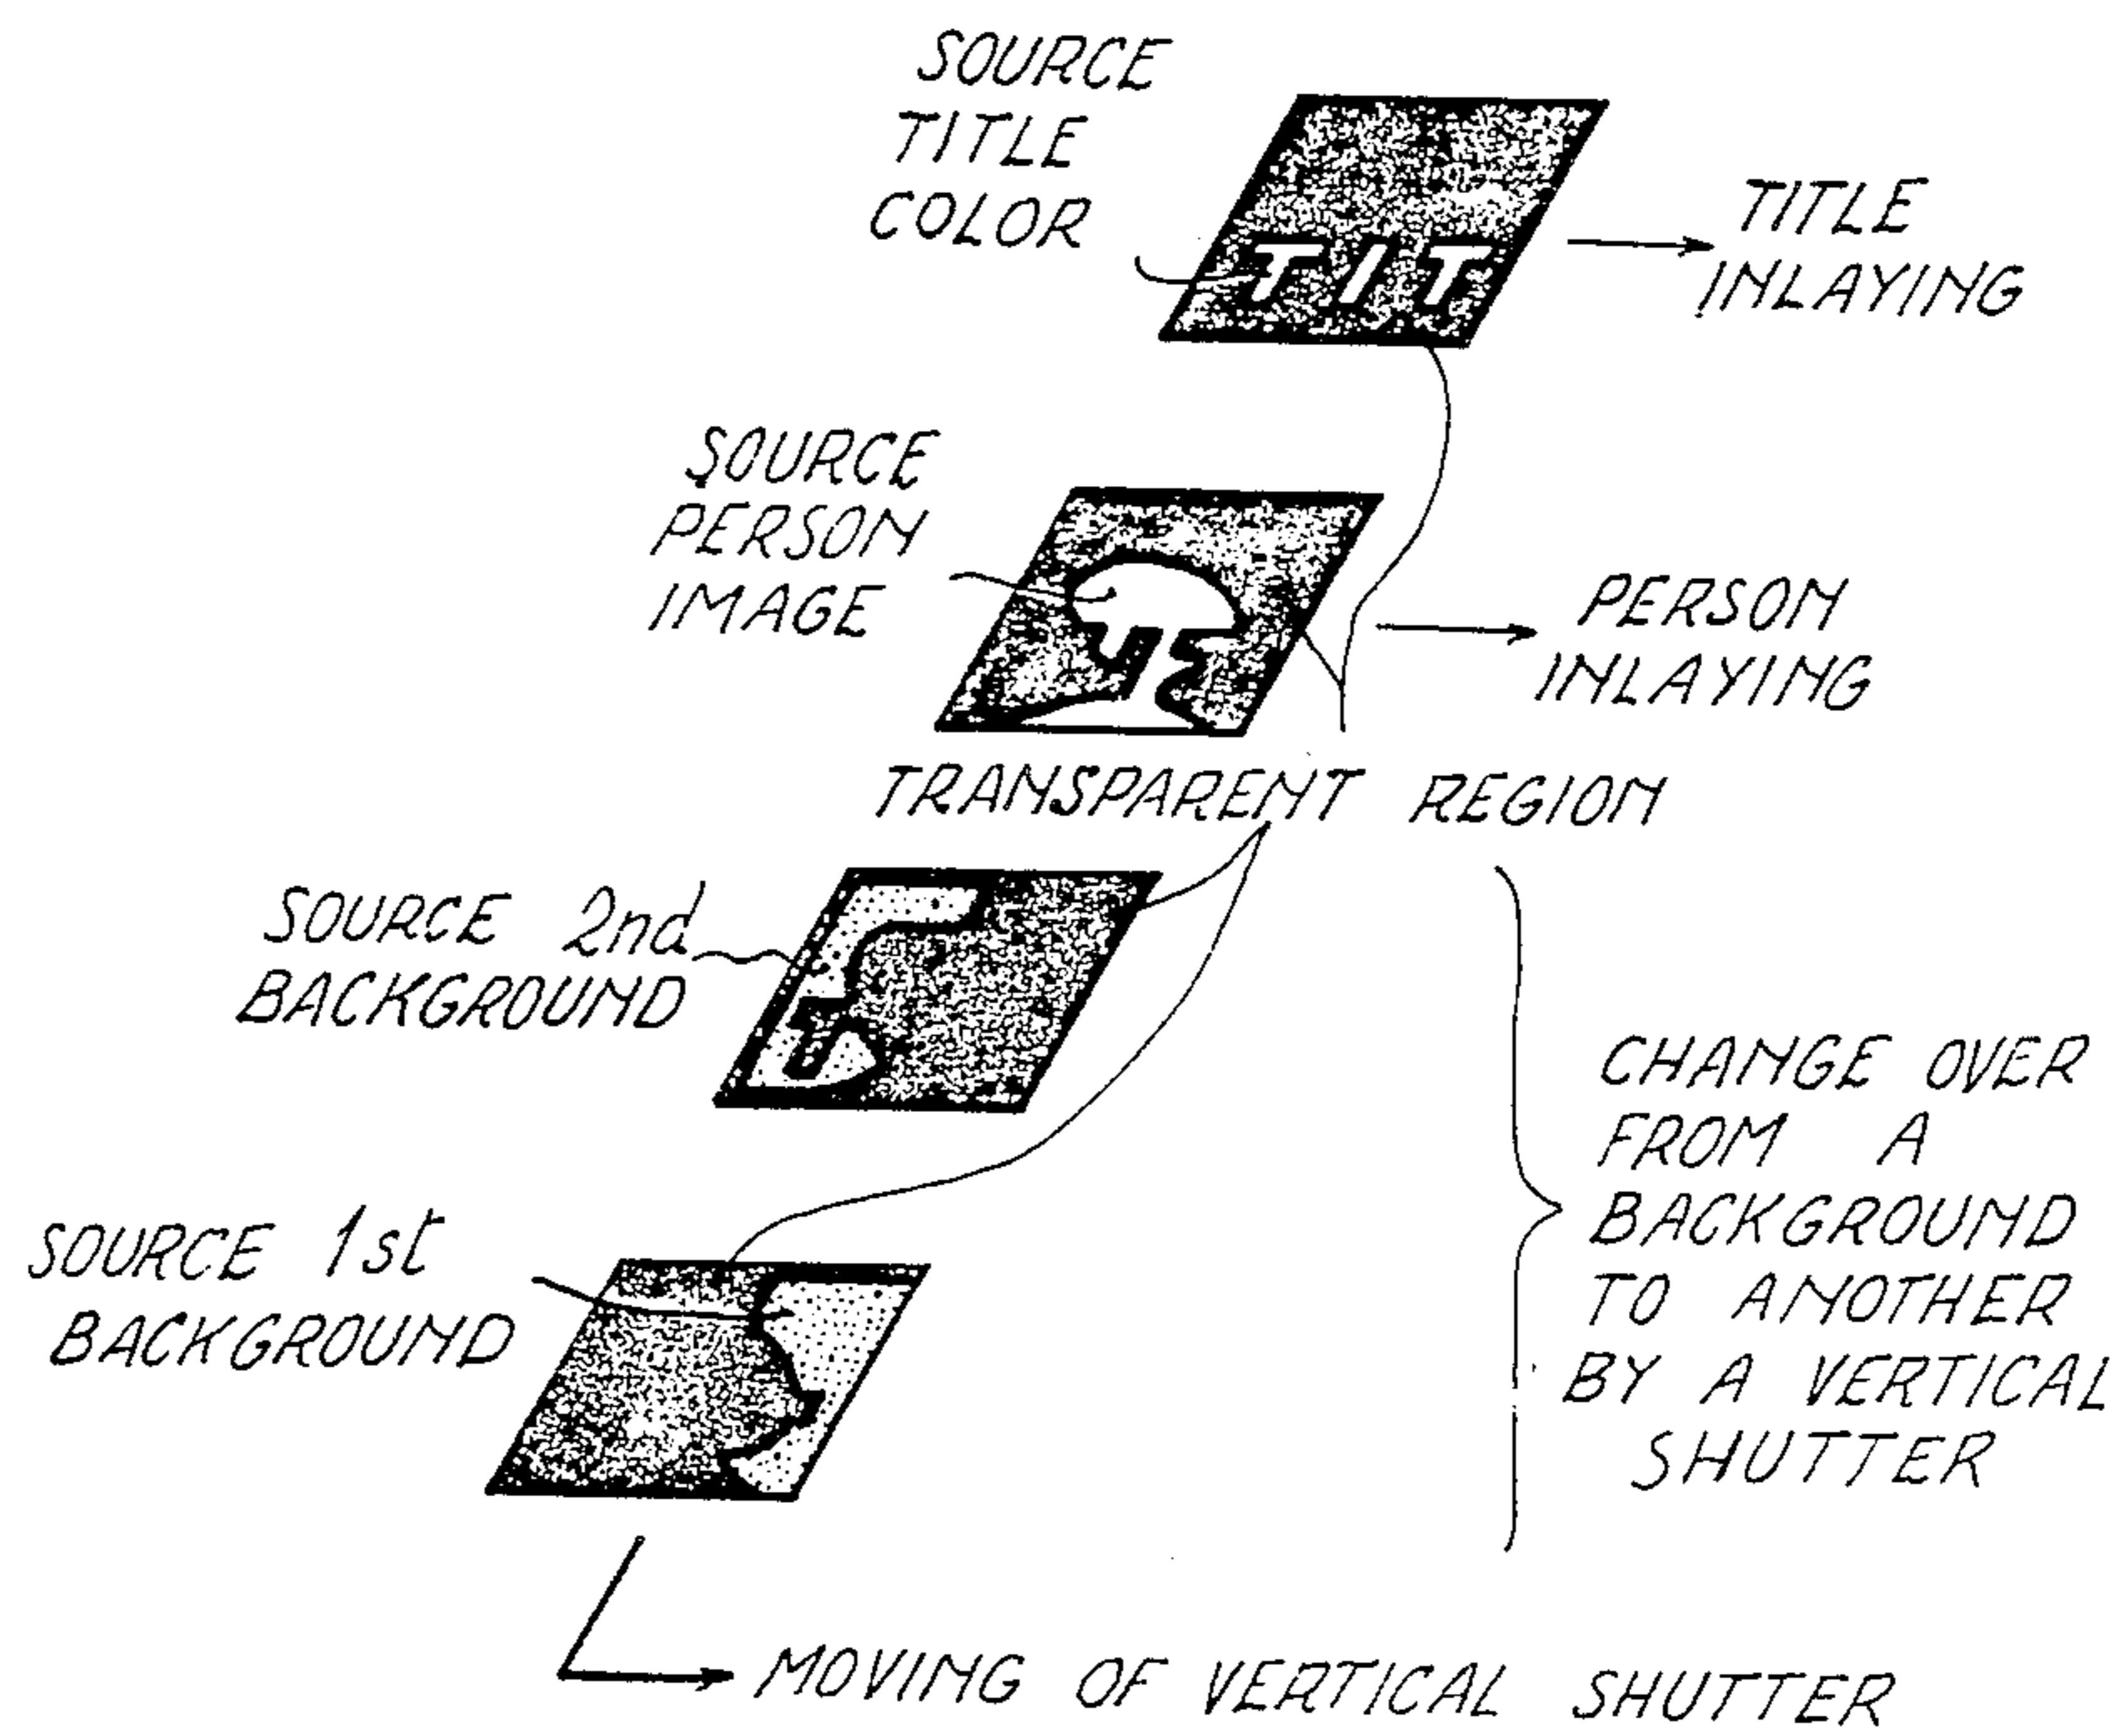 SOURCE
TITLE
COLOR
TIT
TITLE
INLAYING
SOURCE
PERSON
IMAGE
PERSON
INLAYING
TRANSPARENT REGION
SOURCE 2nd
BACKGROUND
CHANGE OVER
FROM A
BACKGROUND
TO ANOTHER
BY A VERTICAL
SHUTTER
SOURCE 1st
BACKGROUND
MOVING OF VERTICAL SHUTTER